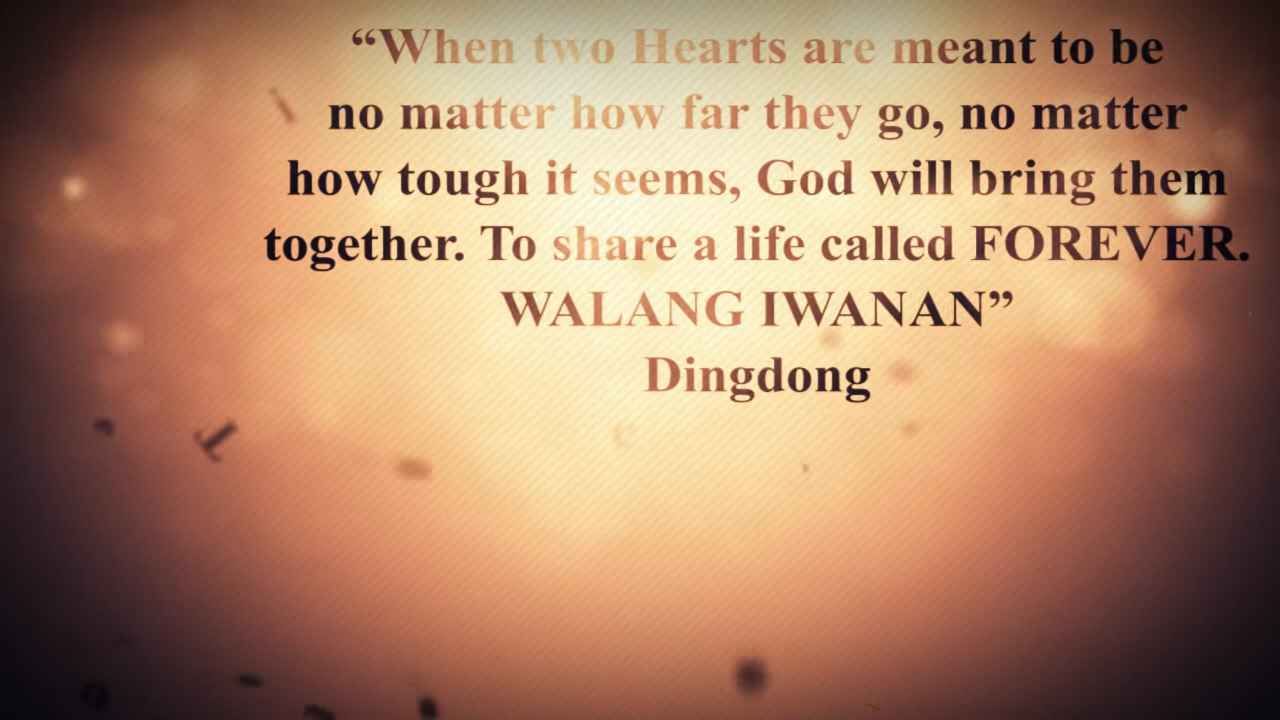 “When two Hearts are meant to be
no matter how far they go, no matter
how tough it seems, God will bring them
together. To share a life called FOREVER.
WALANG IWANAN”
Dingdong